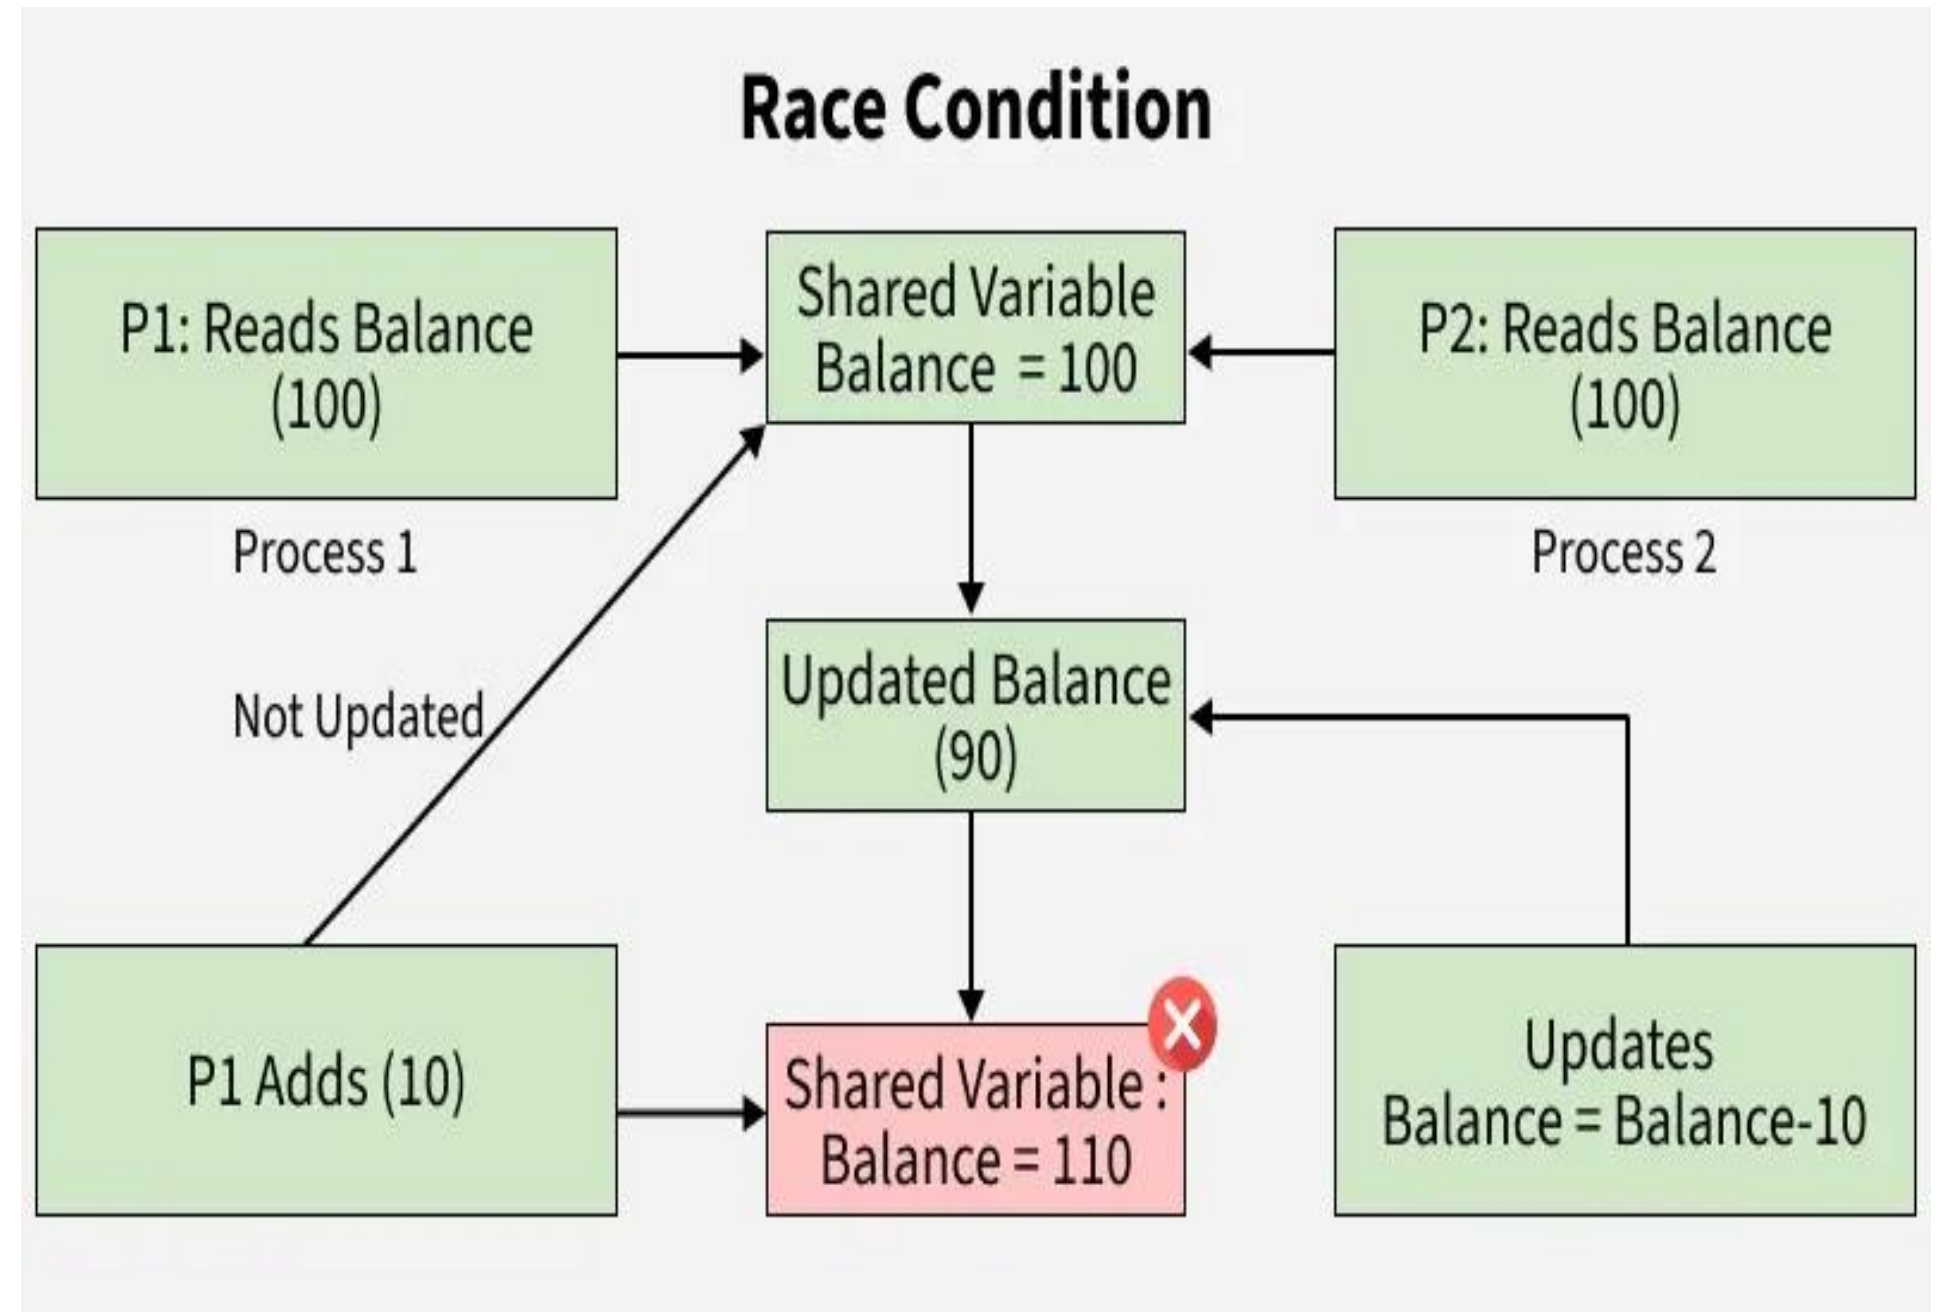 Race Condition
P1: Reads Balance
(100)
Shared Variable
Balance = 100
P2: Reads Balance
(100)
Process 1
Process 2
Not Updated
Updated Balance
(90)
P1 Adds (10)
Shared Variable :
Balance = 110
Updates
Balance = Balance-10